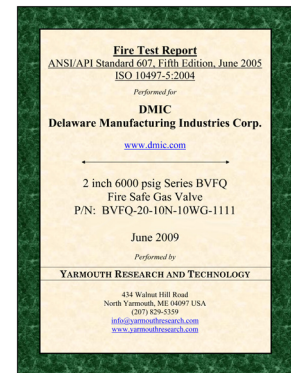 Fire Test Report
ANSI/API Standard 607, Fifth Edition, June 2005
ISO 10497-5:2004
Performed for
DMIC
Delaware Manufacturing Industries Corp.
www.dmic.com
2 inch 6000 psig Series BVFQ
Fire Safe Gas Valve
P/N: BVFQ-20-10N-10WG-1111
June 2009
Performed by
YARMOUTH RESEARCH AND TECHNOLOGY
434 Walnut Hill Road
North Yarmouth, ME 04097 USA
(207) 829-5359
info@yarmouthresearch.com
www.yarmouthresearch.com